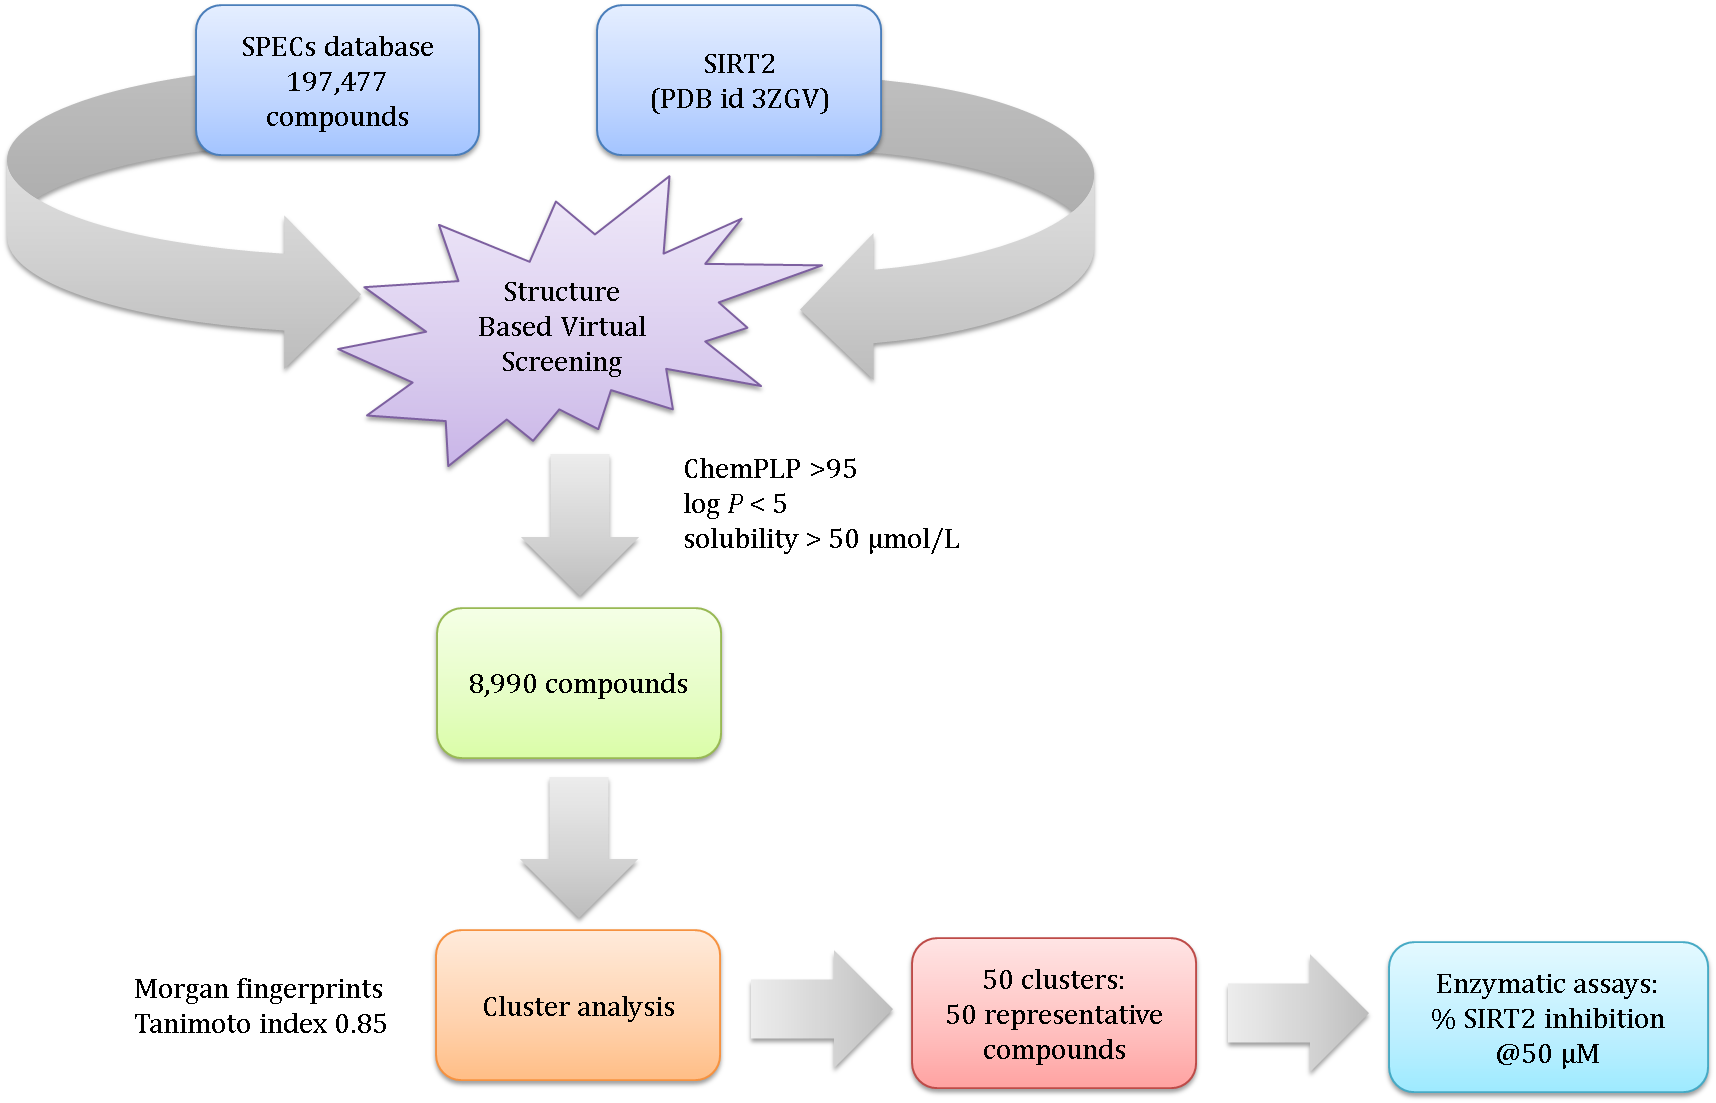 SPECs database
197,477
compounds
SIRT2
(PDB id 3ZGV)
Structure
Based Virtual
Screening
ChemPLP >95
log P < 5
solubility > 50 μmol/L
8,990 compounds
Morgan fingerprints
Tanimoto index 0.85
Cluster analysis
50 clusters:
50 representative
compounds
Enzymatic assays:
% SIRT2 inhibition
@50 μM